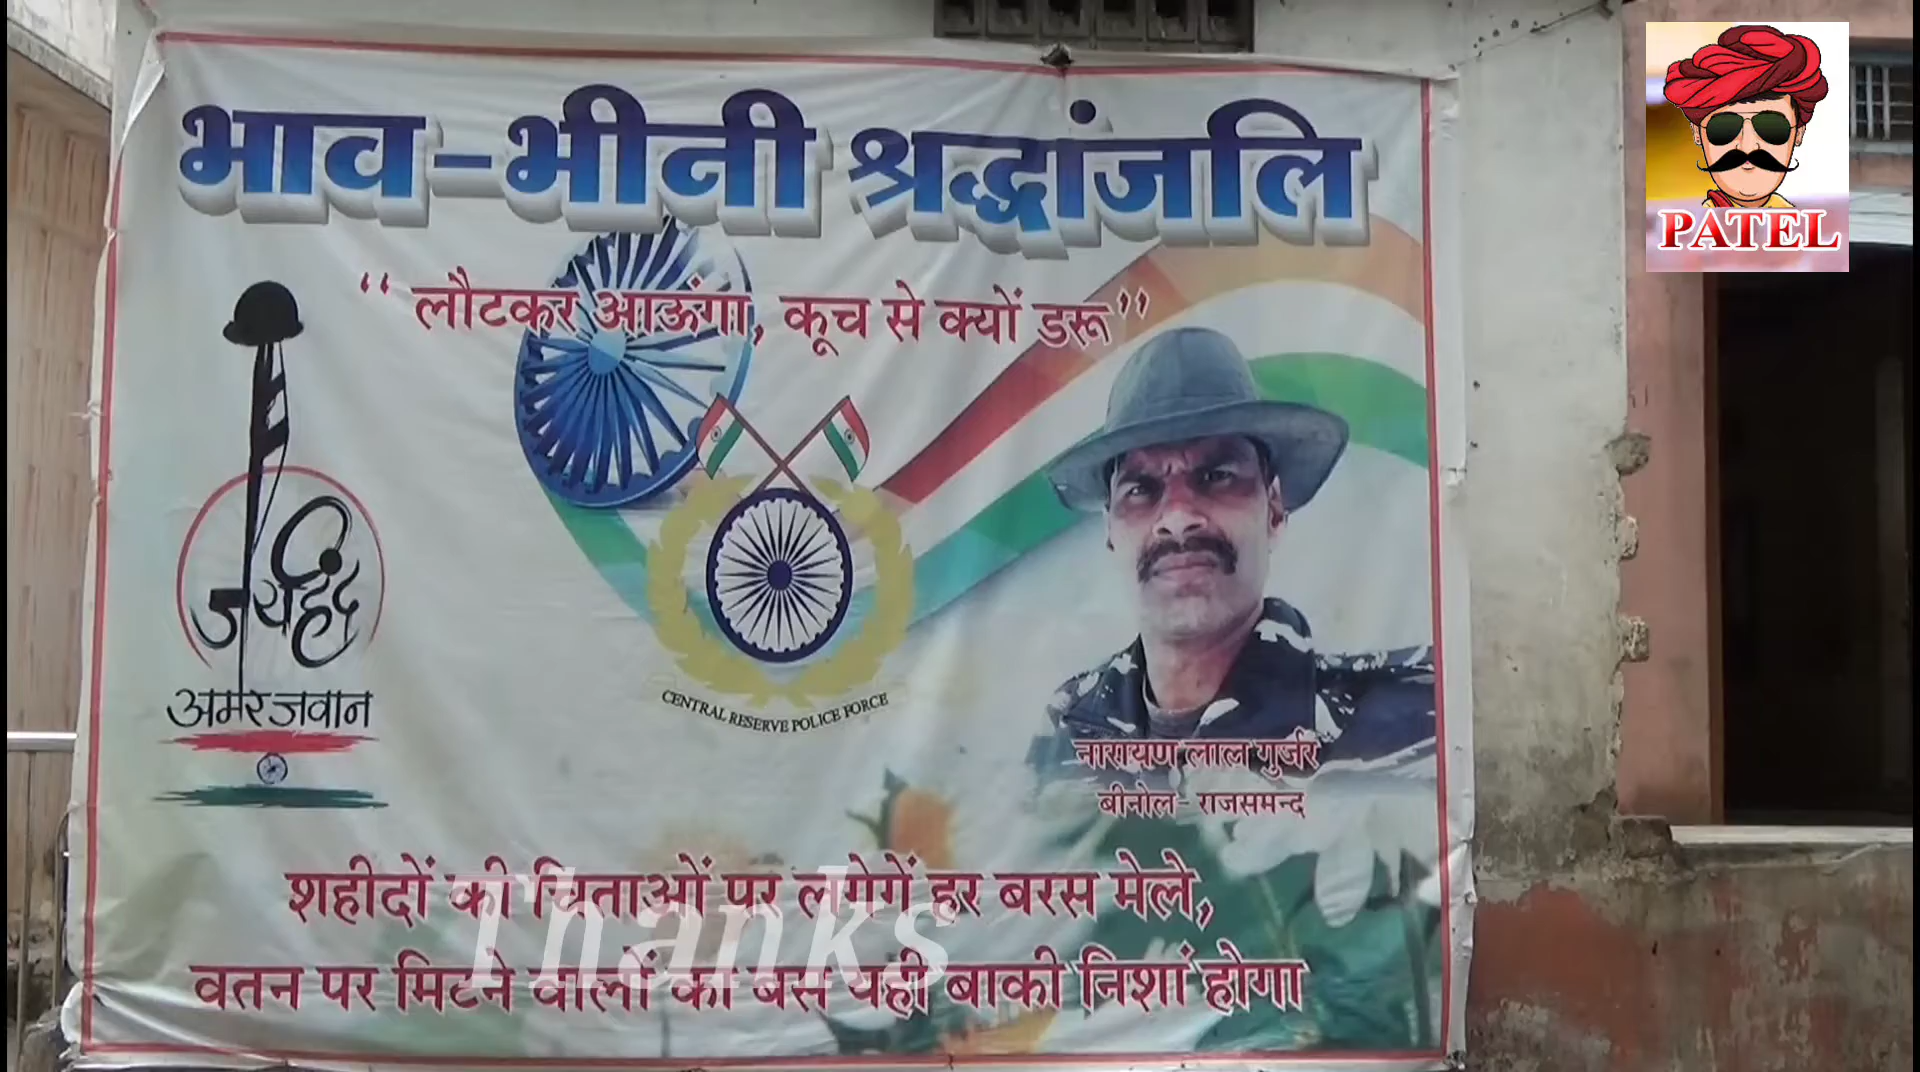 भाव-भीनी श्रद्धांजलि
PATEL
“ लौटकर आऊंगा, कूच से क्यों डरू”
जय हिंद
अमर जवान
CENTRAL RESERVE POLICE FORCE
नारायण लाल गुर्जर
बीनोल- राजसमन्द
शहीदों की चिताओं पर लगेगें हर बरस मेले,
वतन पर मिटने वालों का बस यही बाकी निशां होगा
Thanks